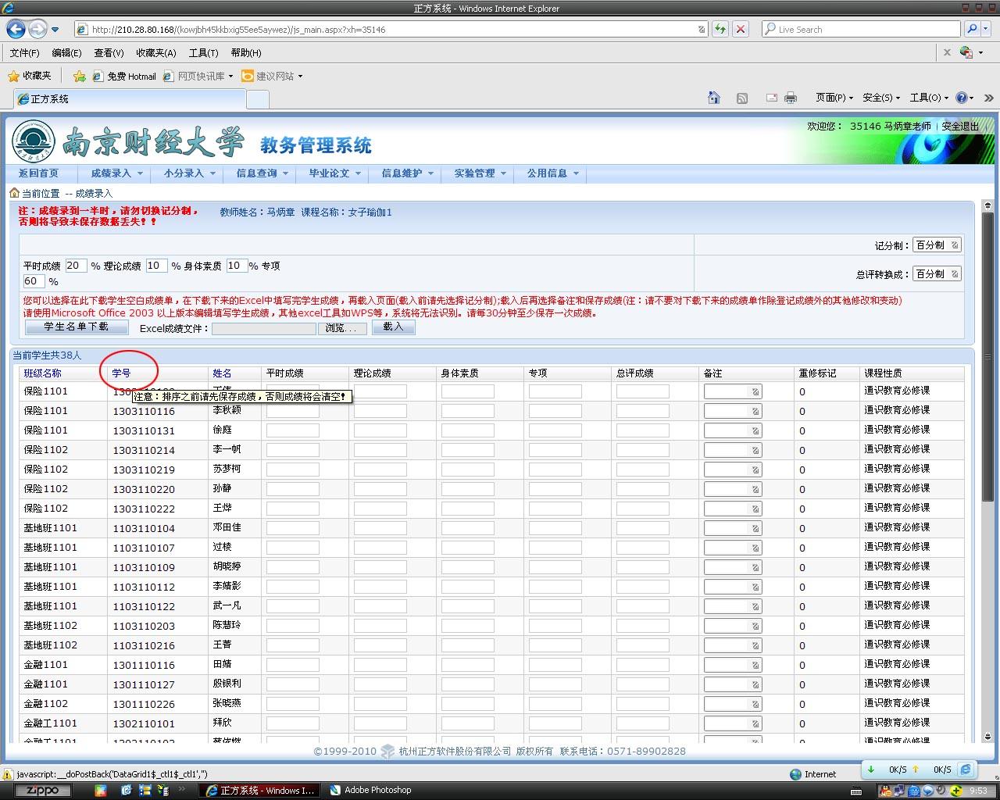 正方系统 - Windows Internet Explorer
http://210.28.80.168/(kowjbh45kkbxig55ee5aywez)/js_main.aspx?xh=35146
Live Search
文件(F) 编辑(E) 查看(V) 收藏夹(A) 工具(T) 帮助(H)
收藏夹 免费 Hotmail 网页快讯库 建议网站
正方系统 页面(P) 安全(S) 工具(O)
南京财经大学 教务管理系统
欢迎您: 35146 马炳章老师 安全退出
返回首页 成绩录入 小分录入 信息查询 毕业论文 信息维护 实验管理 公用信息
当前位置 -- 成绩录入
注:成绩录到一半时,请勿切换记分制,
否则将导致未保存数据丢失!!
教师姓名:马炳章 课程名称:女子瑜伽1
记分制: 百分制
平时成绩 20 % 理论成绩 10 % 身体素质 10 % 专项
60 %
总评转换成: 百分制
您可以选择在此下载学生空白成绩单,在下载下来的Excel中填写完学生成绩,再载入页面(载入前请先选择记分制);载入后再选择备注和保存成绩(注:请不要对下载下来的成绩单作除登记成绩外的其他修改和变动)
请使用Microsoft Office 2003 以上版本编辑填写学生成绩,其他excel工具如WPS等,系统将无法识别。请每30分钟至少保存一次成绩。
学生名单下载 Excel成绩文件: 浏览... 载入
当前学生共38人
班级名称 学号 姓名 平时成绩 理论成绩 身体素质 专项 总评成绩 备注 重修标记 课程性质
保险1101 0 通识教育必修课
注意:排序之前请先保存成绩,否则成绩将会清空!
保险1101 1303110116 李秋颖 0 通识教育必修课
保险1101 1303110131 徐庭 0 通识教育必修课
保险1102 1303110214 李一帆 0 通识教育必修课
保险1102 1303110219 苏梦柯 0 通识教育必修课
保险1102 1303110220 孙静 0 通识教育必修课
保险1102 1303110222 王烨 0 通识教育必修课
基地班1101 1103110104 邓田佳 0 通识教育必修课
基地班1101 1103110107 过棱 0 通识教育必修课
基地班1101 1103110109 胡晓婷 0 通识教育必修课
基地班1101 1103110112 李婧影 0 通识教育必修课
基地班1101 1103110122 武一凡 0 通识教育必修课
基地班1102 1103110203 陈慧玲 0 通识教育必修课
基地班1102 1103110216 王菁 0 通识教育必修课
金融1101 1301110116 田婧 0 通识教育必修课
金融1101 1301110127 殷银利 0 通识教育必修课
金融1102 1301110226 张晓燕 0 通识教育必修课
金融工1101 1302110101 拜欣 0 通识教育必修课
©1999-2010 杭州正方软件股份有限公司 版权所有 联系电话:0571-89902828
javascript:__doPostBack('DataGrid1$_ctl1$_ctl1','') Internet 0K/S 0K/S
zippo 正方系统 - Windows I... Adobe Photoshop 9:53